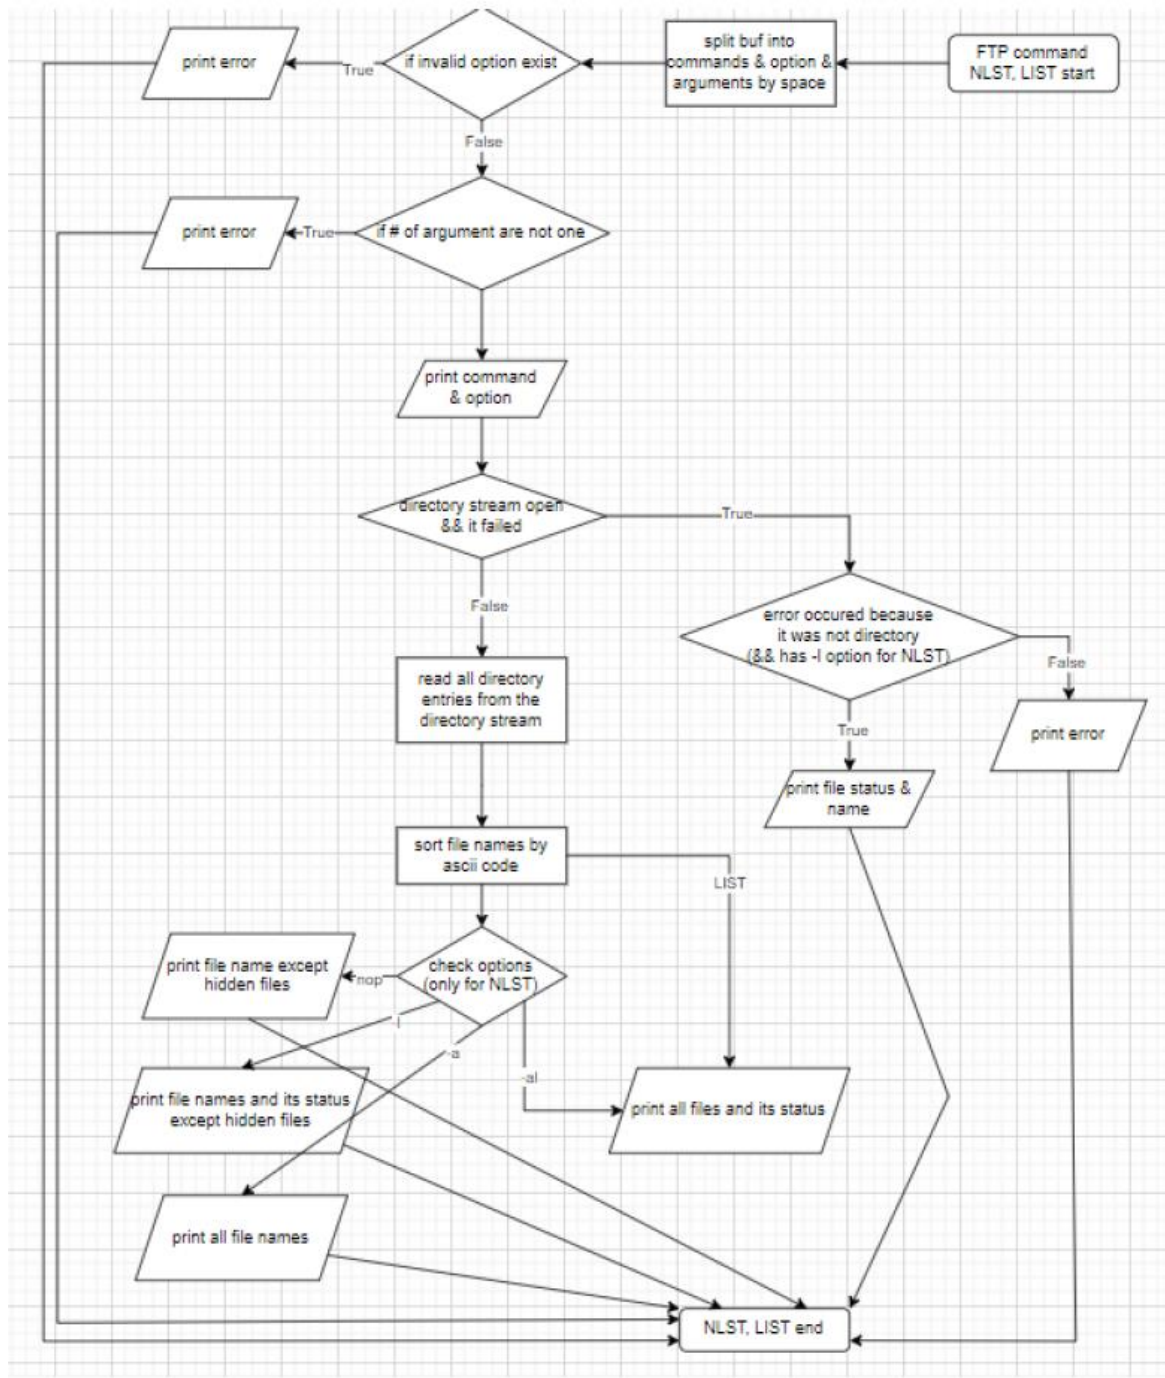 FTP command
NLST, LIST start
split buf into
commands & option &
arguments by space
if invalid option exist
True
print error
False
if # of argument are not one
True
print error
print command
& option
directory stream open
&& it failed
True
False
error occured because
it was not directory
(&& has -l option for NLST)
False
print error
True
print file status &
name
read all directory
entries from the
directory stream
sort file names by
ascii code
LIST
check options
(only for NLST)
nop
print file name except
hidden files
-l
-a
-al
print file names and its status
except hidden files
print all files and its status
print all file names
NLST, LIST end